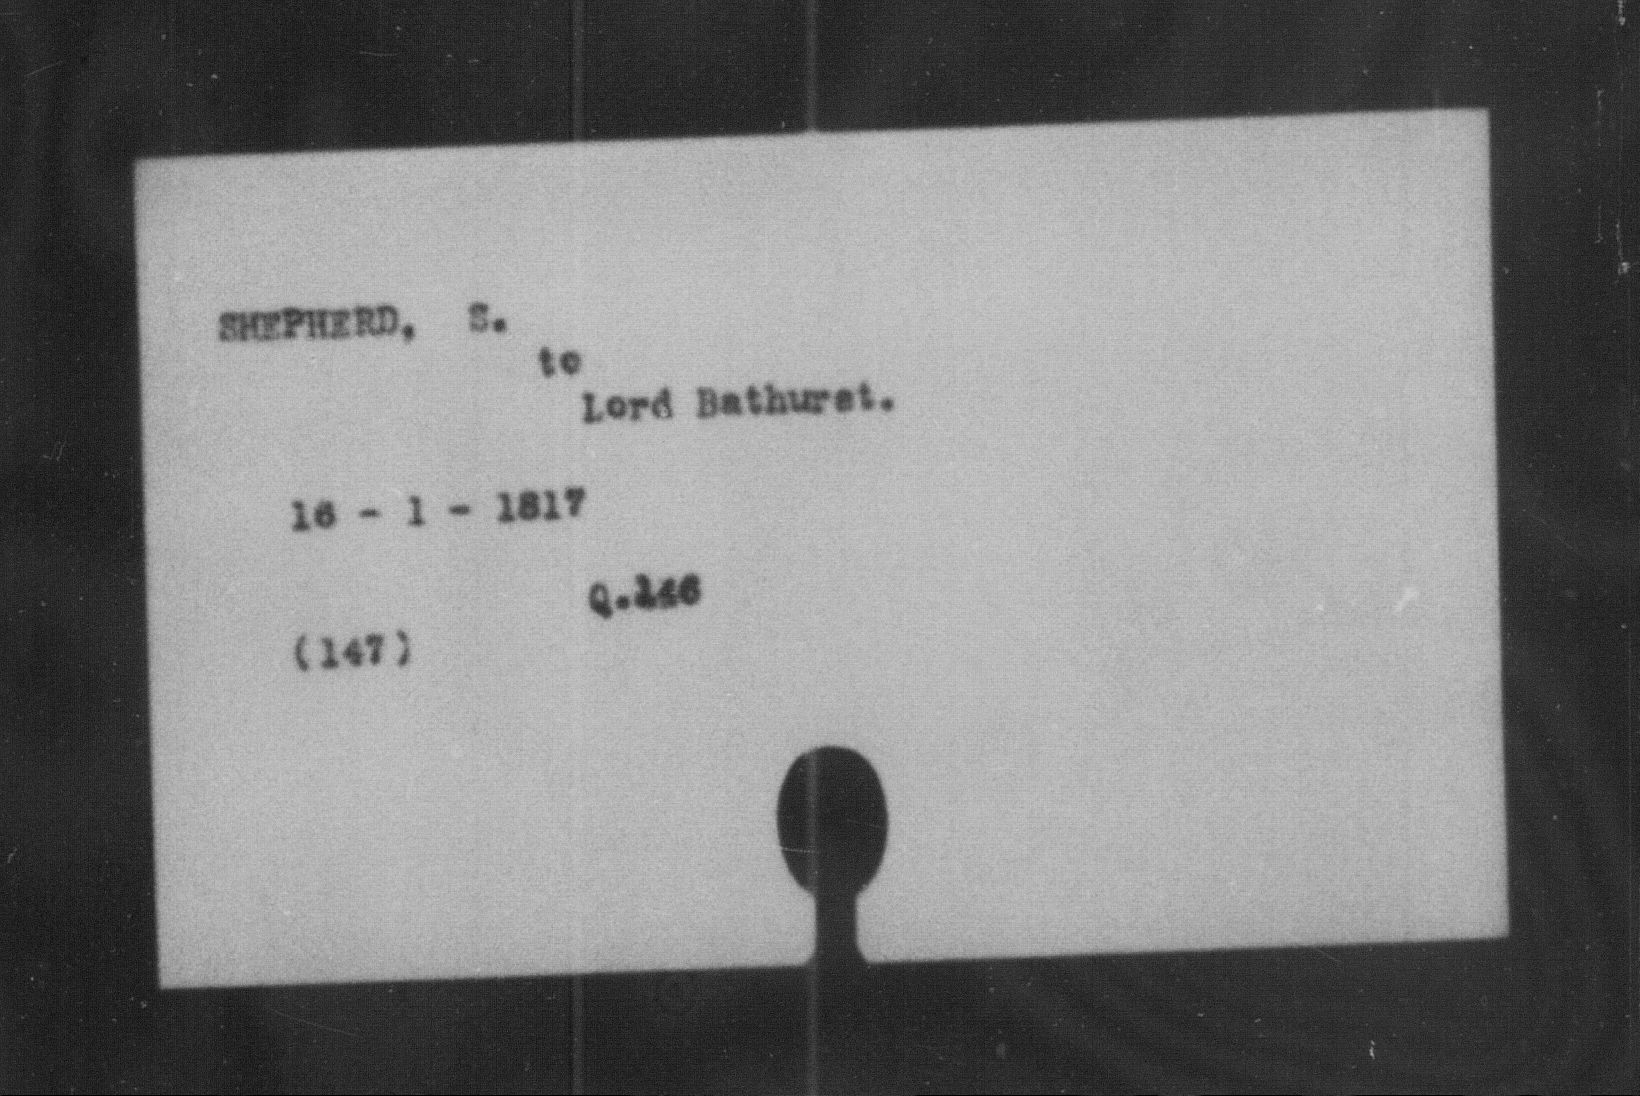 SHEPHERD, S.
to
Lord Bathurst.
16 - 1 - 1817
Q.146
(147)